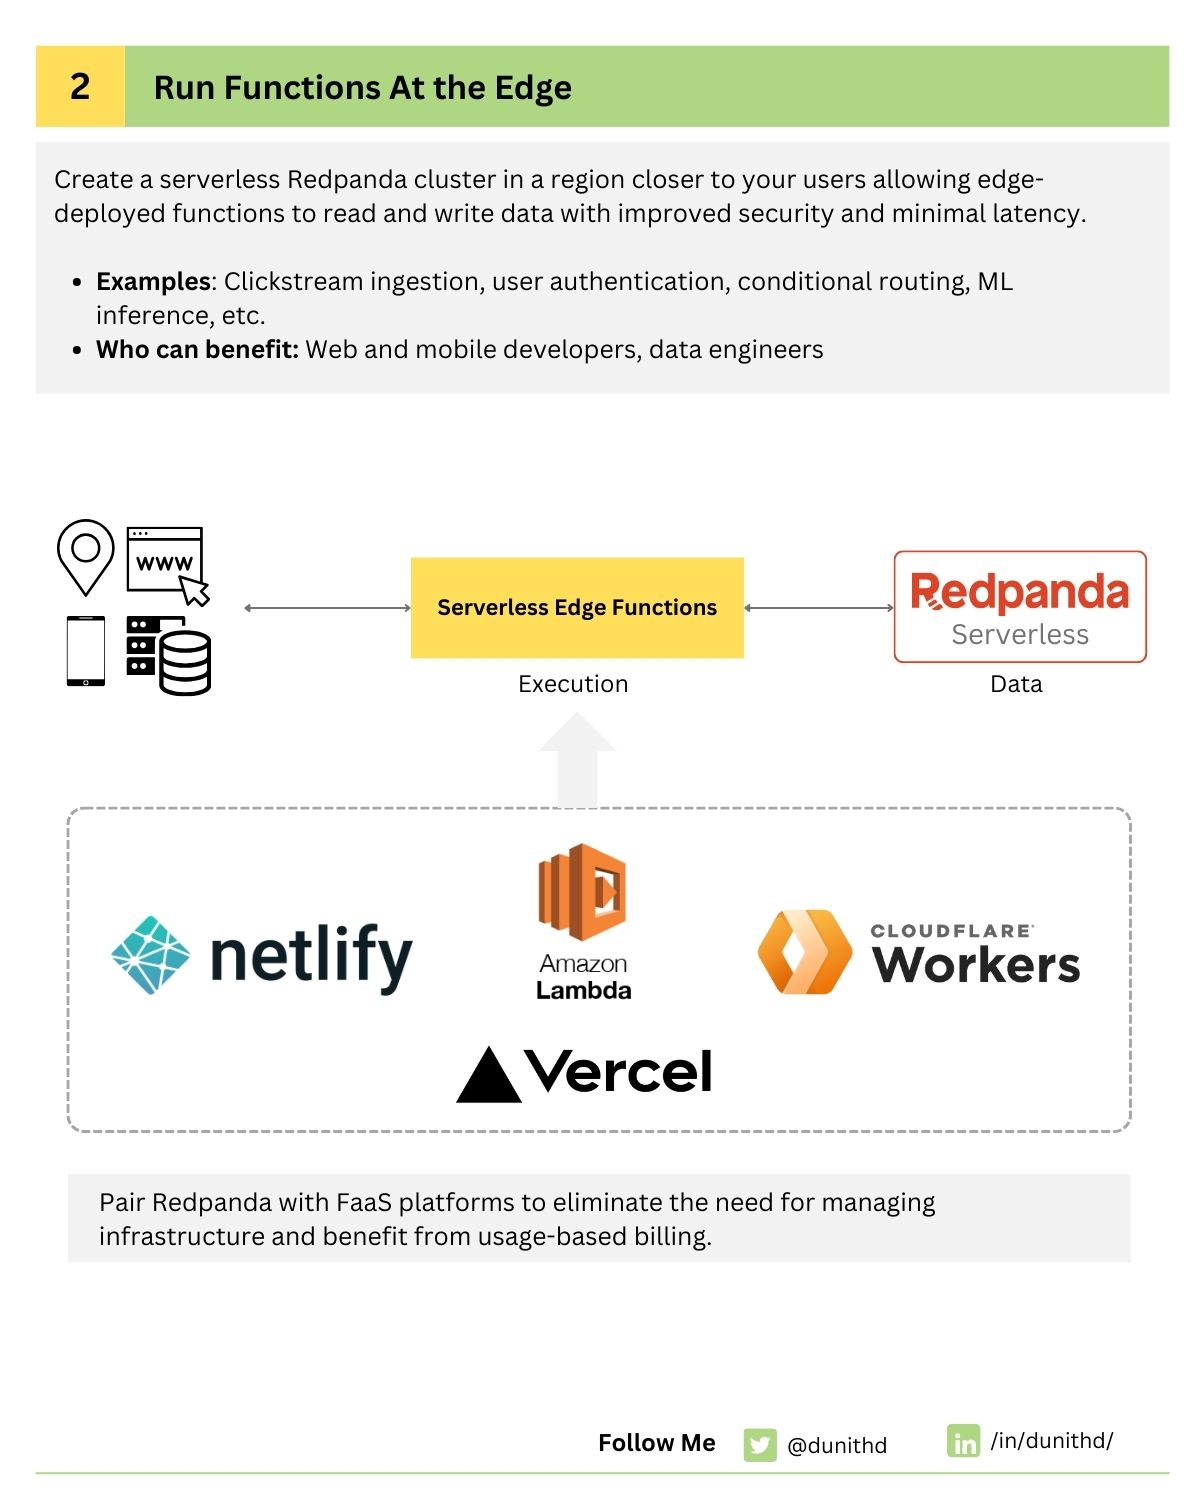 2
Run Functions At the Edge
Create a serverless Redpanda cluster in a region closer to your users allowing edge-
deployed functions to read and write data with improved security and minimal latency.
• Examples: Clickstream ingestion, user authentication, conditional routing, ML
inference, etc.
• Who can benefit: Web and mobile developers, data engineers
WWW
Serverless Edge Functions
Execution
Redpanda
Serverless
Data
netlify
Amazon
Lambda
CLOUDFLARE
Workers
Vercel
Pair Redpanda with FaaS platforms to eliminate the need for managing
infrastructure and benefit from usage-based billing.
Follow Me
@dunithd
in
/in/dunithd/